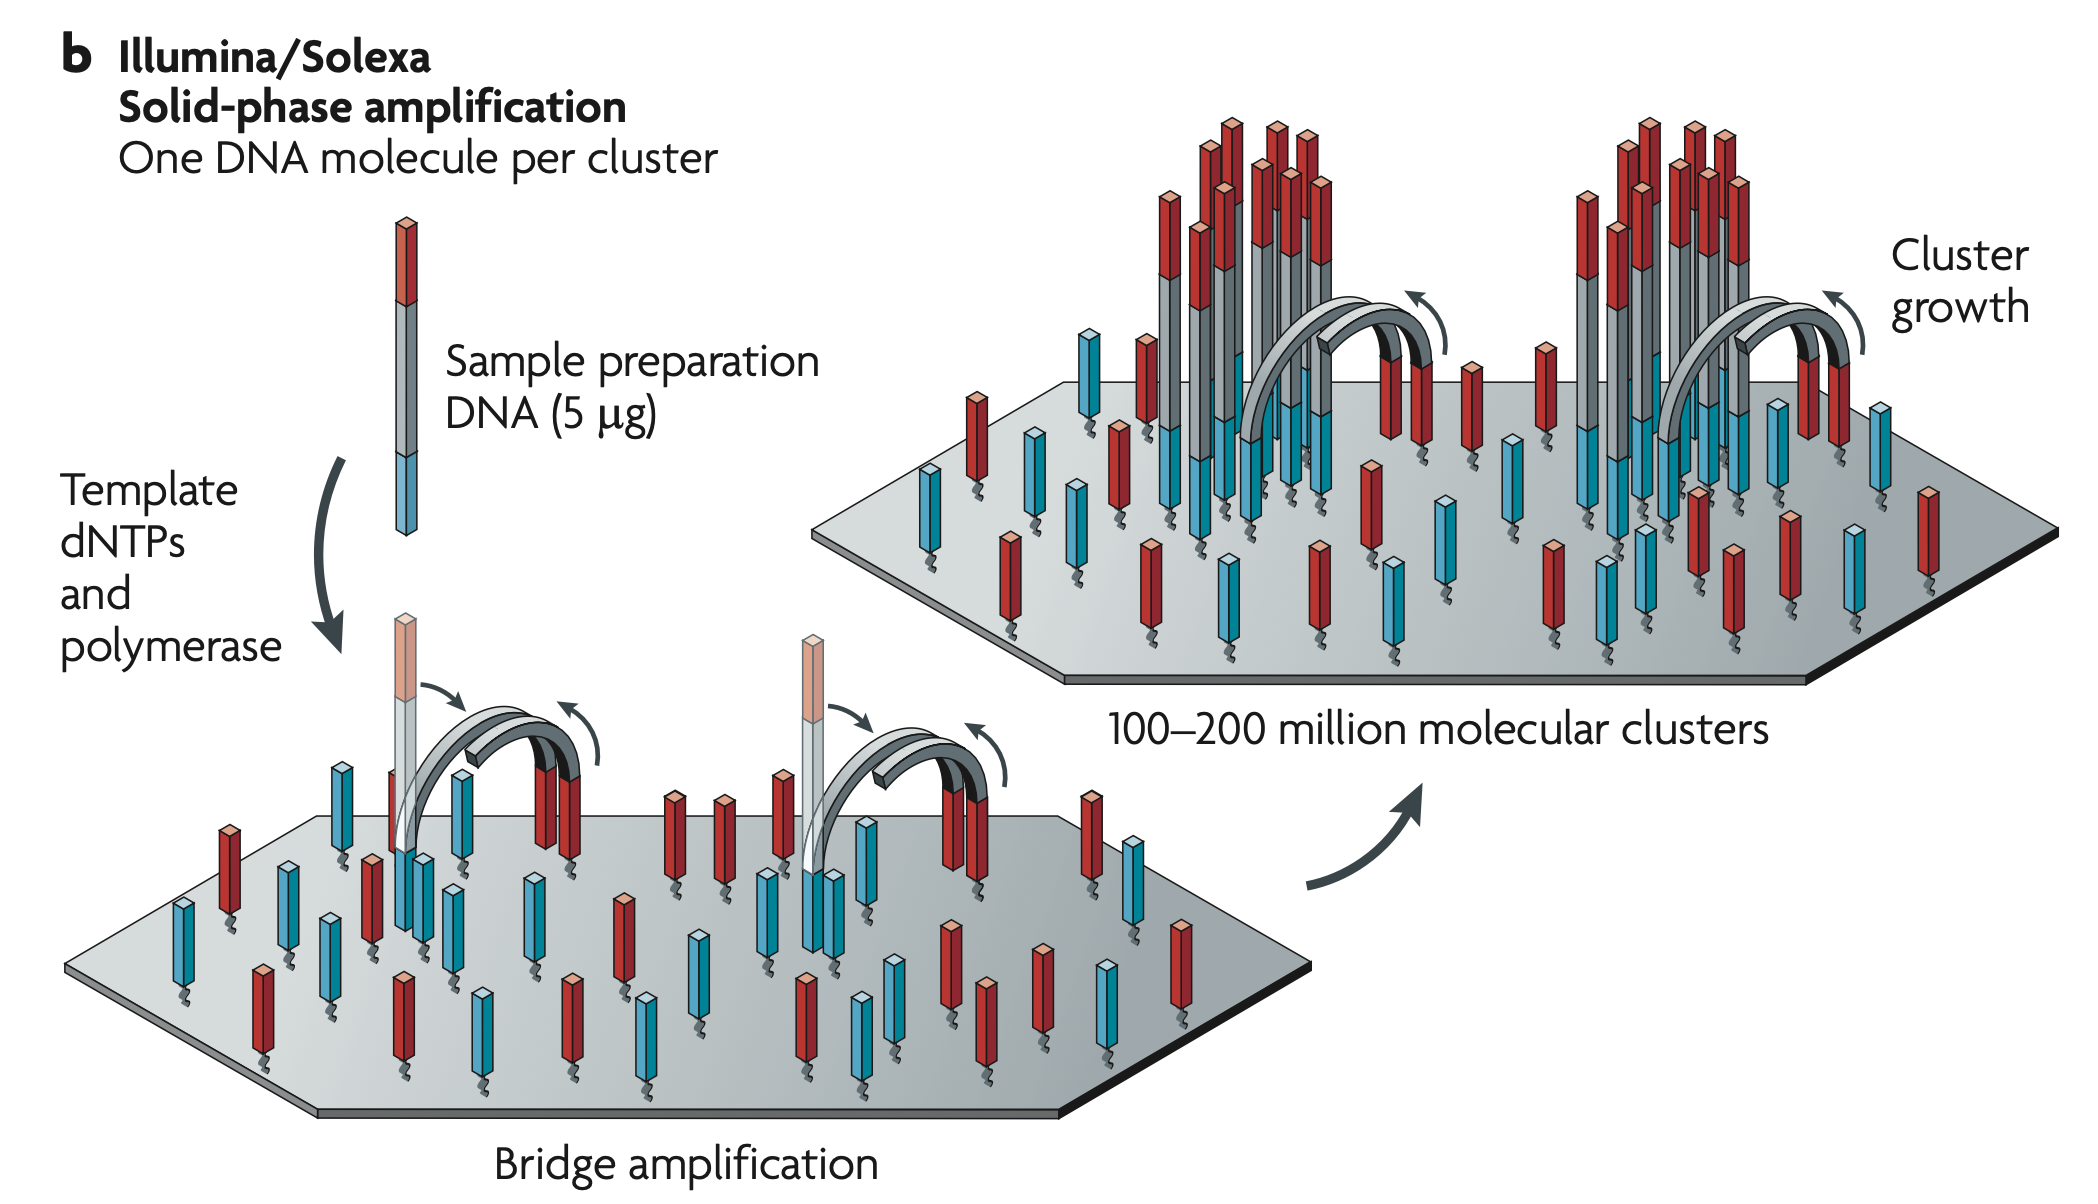 b Illumina/Solexa
Solid-phase amplification
One DNA molecule per cluster
Sample preparation
DNA (5 µg)
Template
dNTPs
and
polymerase
Bridge amplification
Cluster
growth
100–200 million molecular clusters